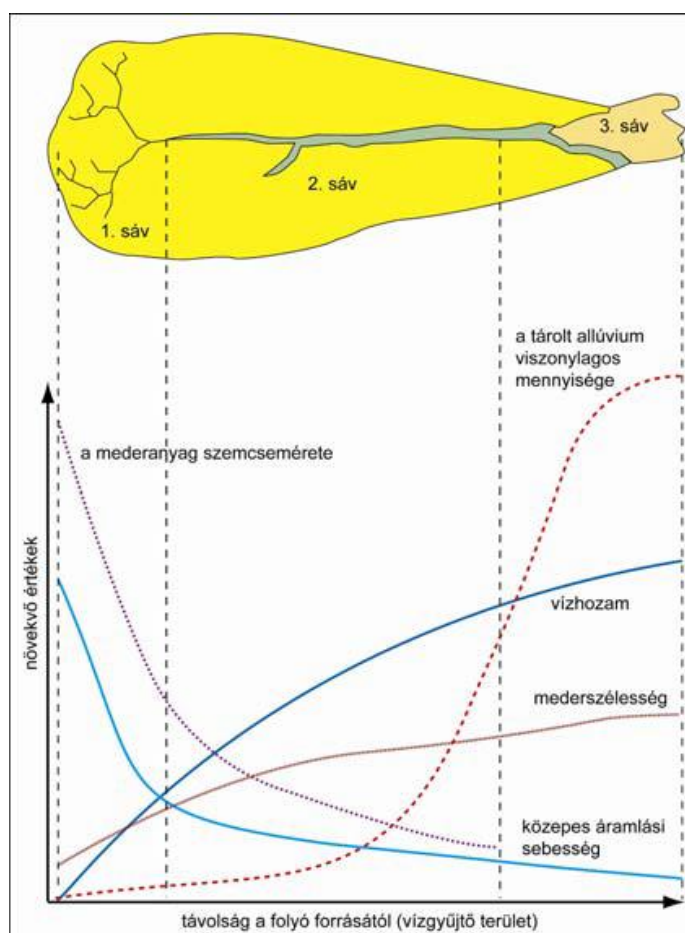 3. sáv
2. sáv
1. sáv
a tárolt allúvium
viszonylagos
mennyisége
a mederanyag szemcsemérete
növekvő értékek
vízhozam
mederszélesség
közepes áramlási
sebesség
távolság a folyó forrásától (vízgyűjtő terület)